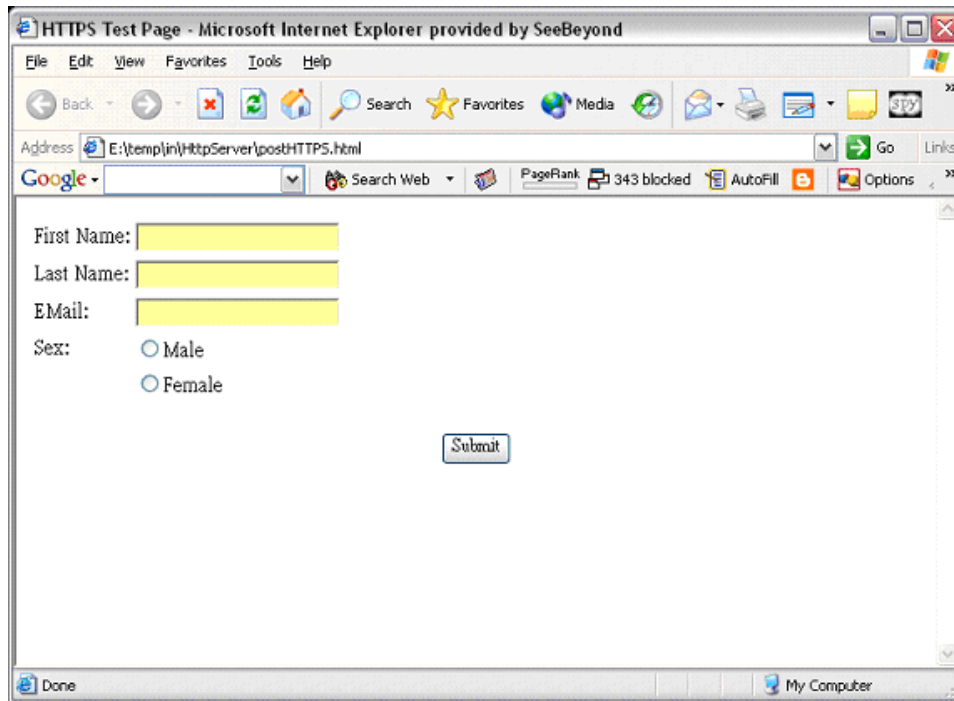 HTTPS Test Page - Microsoft Internet Explorer provided by SeeBeyond
File Edit View Favorites Tools Help
Back Search Favorites Media SPY
Address E:\temp\in\HttpServer\postHTTPS.html Go Links
Google Search Web PageRank 343 blocked AutoFill Options
First Name:
Last Name:
EMail:
Sex: Male
Female
Submit
Done My Computer